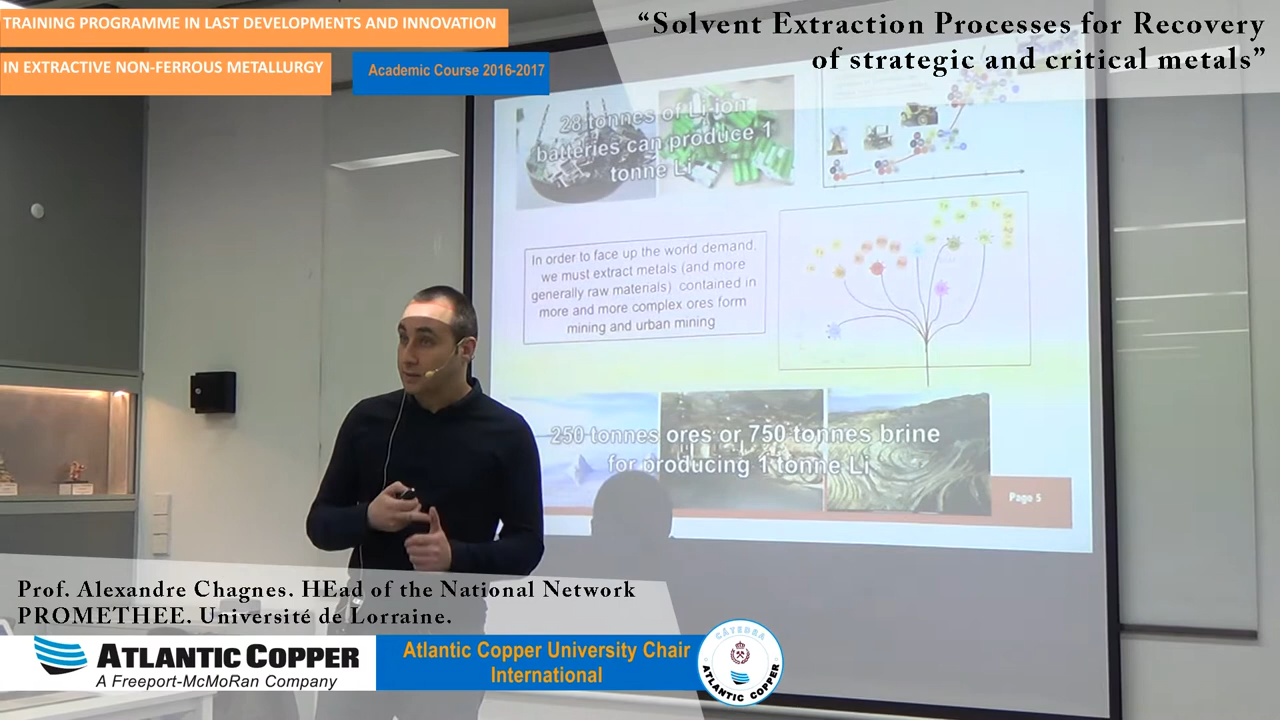 TRAINING PROGRAMME IN LAST DEVELOPMENTS AND INNOVATION
IN EXTRACTIVE NON-FERROUS METALLURGY
Academic Course 2016-2017
“Solvent Extraction Processes for Recovery
of strategic and critical metals”
28 tonnes of Li-ion
batteries can produce 1
tonne Li
In order to face up the world demand,
we must extract metals (and more
generally raw materials) contained in
more and more complex ores form
mining and urban mining
250 tonnes ores or 750 tonnes brine
for producing 1 tonne Li
Page 5
Prof. Alexandre Chagnes. HEad of the National Network
PROMETHEE. Université de Lorraine.
ATLANTIC COPPER
A Freeport-McMoRan Company
Atlantic Copper University Chair
International
CÁTEDRA
ATLANTIC COPPER